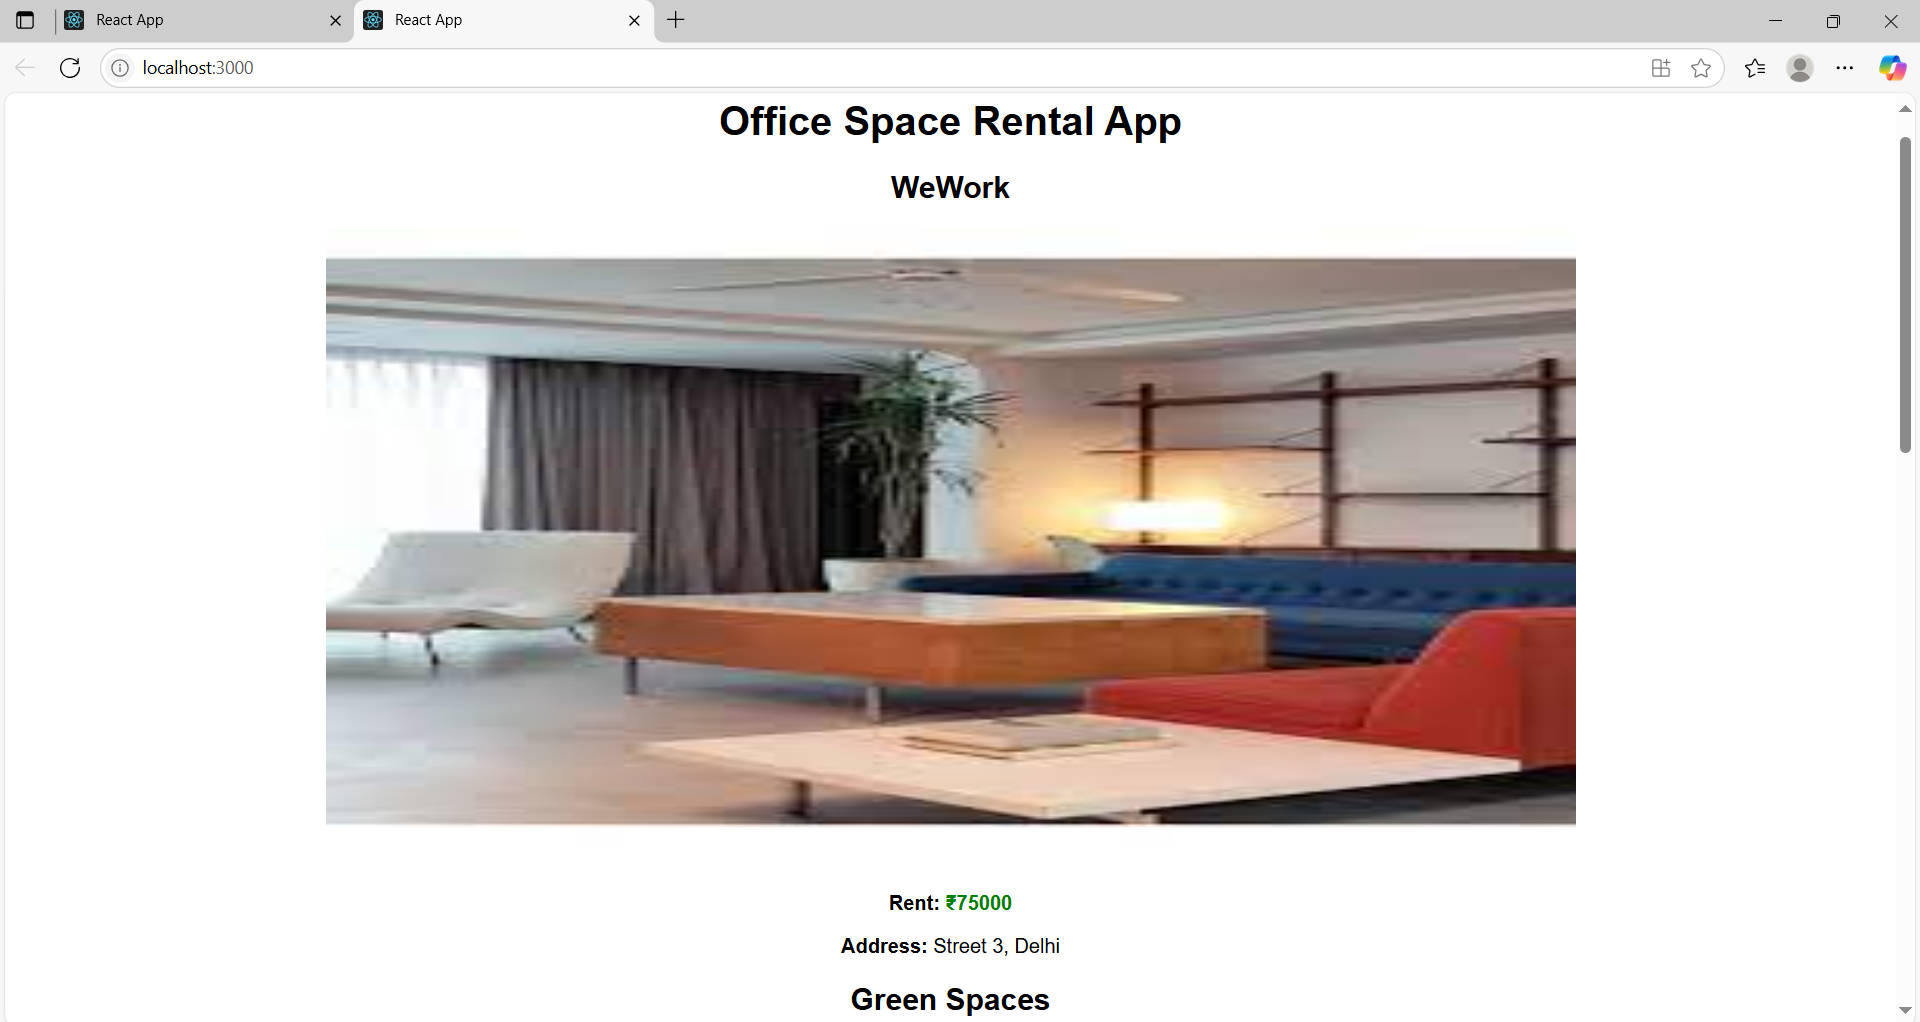 React App
React App
localhost:3000
Office Space Rental App
WeWork
Rent: ₹75000
Address: Street 3, Delhi
Green Spaces